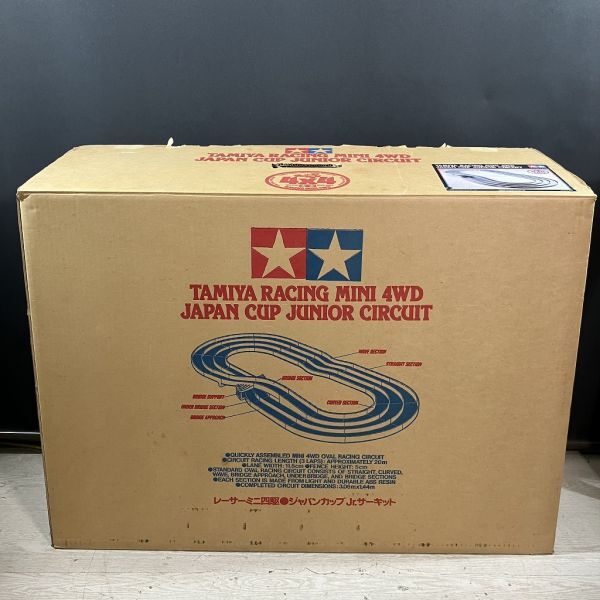 TAMIYA RACING MINI 4WD
JAPAN CUP JUNIOR CIRCUIT
4X4
TAMIYA RACING MINI 4WD
JAPAN CUP JUNIOR CIRCUIT
WAVE SECTION
STRAIGHT SECTION
BRIDGE SECTION
BRIDGE SUPPORT
UNDER BRIDGE SECTION
CURVED SECTION
BRIDGE APPROACH
●QUICKLY ASSEMBLED MINI 4WD OVAL RACING CIRCUIT
●CIRCUIT RACING LENGTH (3 LAPS): APPROXIMATELY 20m
●LANE WIDTH: 11.5cm ●FENCE HEIGHT: 5cm
●STANDARD OVAL RACING CIRCUIT CONSISTS OF STRAIGHT, CURVED,
WAVE, BRIDGE APPROACH, UNDER BRIDGE, AND BRIDGE SECTIONS
●EACH SECTION IS MADE FROM LIGHT AND DURABLE ABS RESIN
●COMPLETED CIRCUIT DIMENSIONS: 3.06m×1.44m
レーサーミニ四駆●ジャパンカップJr.サーキット